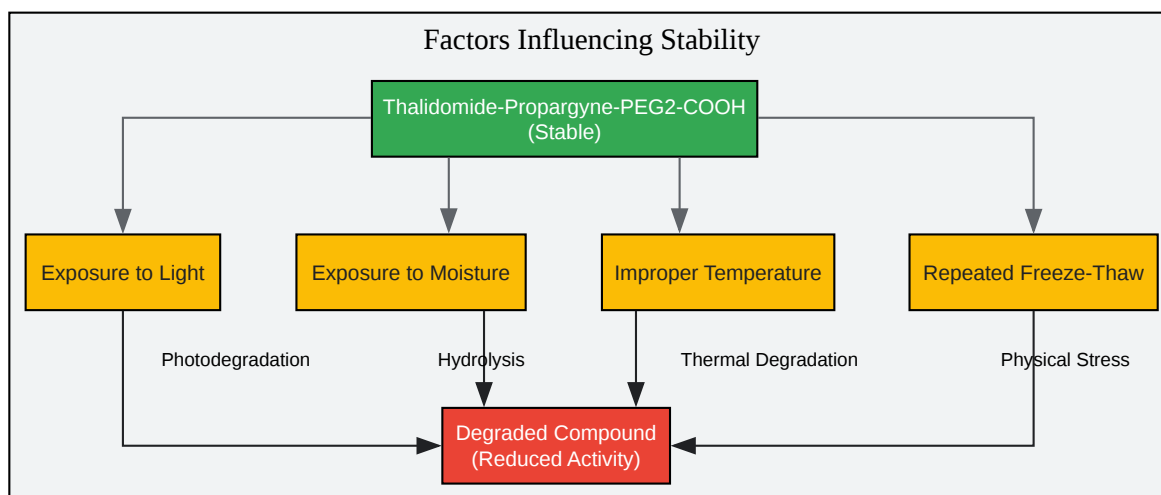 Factors Influencing Stability
Thalidomide-Propargyne-PEG2-COOH
(Stable)
Exposure to Light
Exposure to Moisture
Improper Temperature
Repeated Freeze-Thaw
Photodegradation
Hydrolysis
Thermal Degradation
Physical Stress
Degraded Compound
(Reduced Activity)